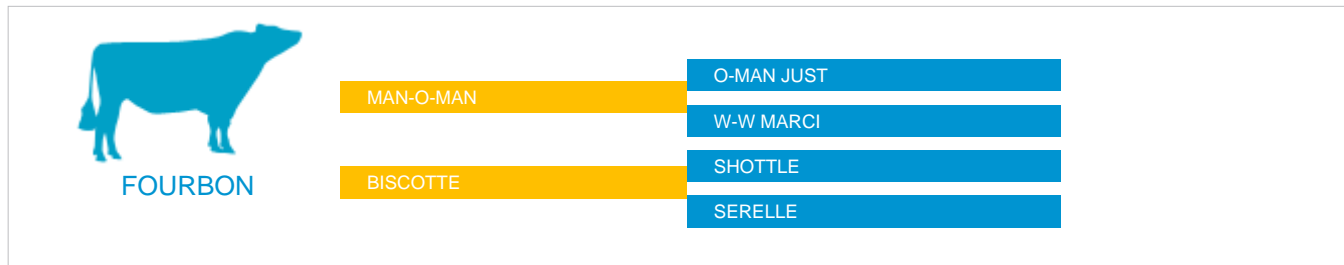 FOURBON
MAN-O-MAN
BISCOTTE
O-MAN JUST
W-W MARCI
SHOTTLE
SERELLE